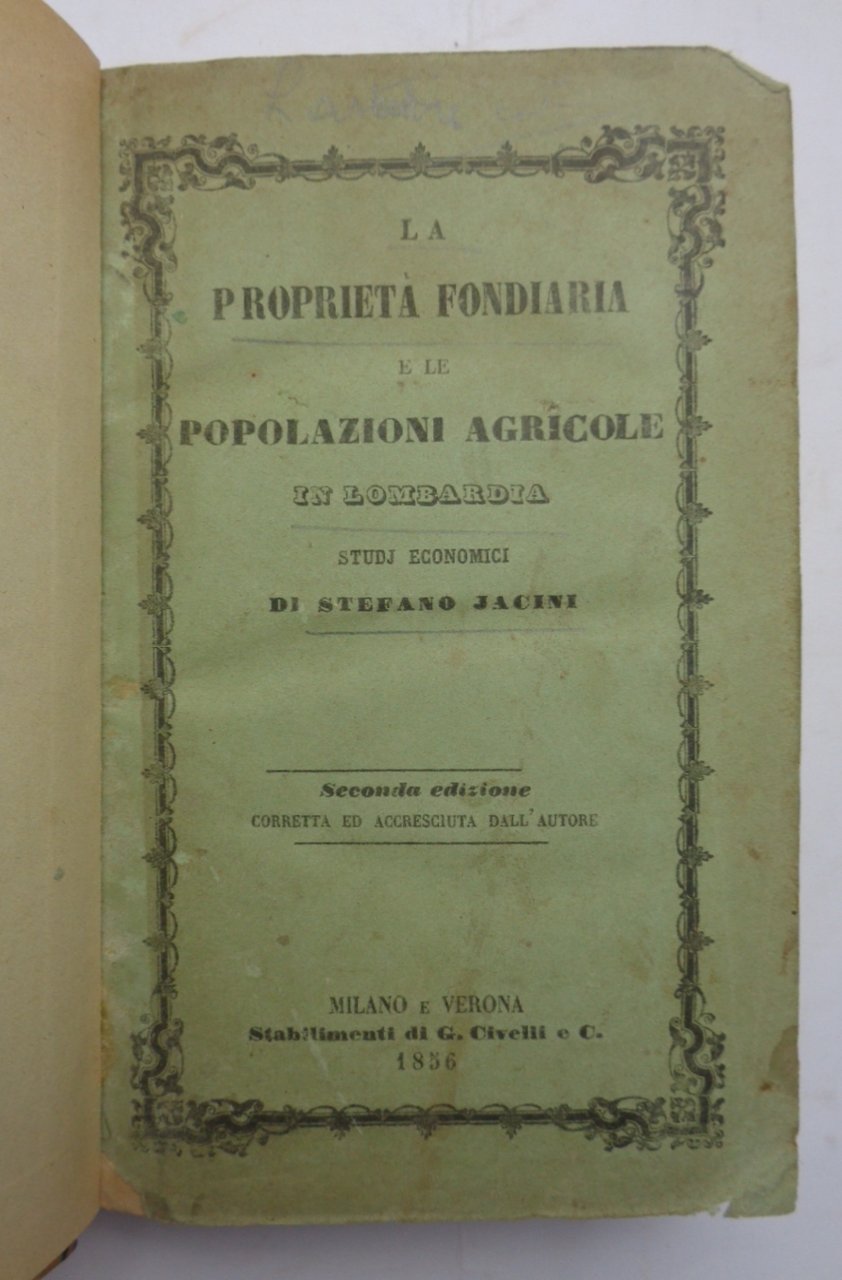 LA
PROPRIETÀ FONDIARIA
E LE
POPOLAZIONI AGRICOLE
IN LOMBARDIA
STUDJ ECONOMICI
DI STEFANO JACINI
Seconda edizione
CORRETTA ED ACCRESCIUTA DALL'AUTORE
MILANO E VERONA
Stabilimenti di G. Civelli e C.
1856